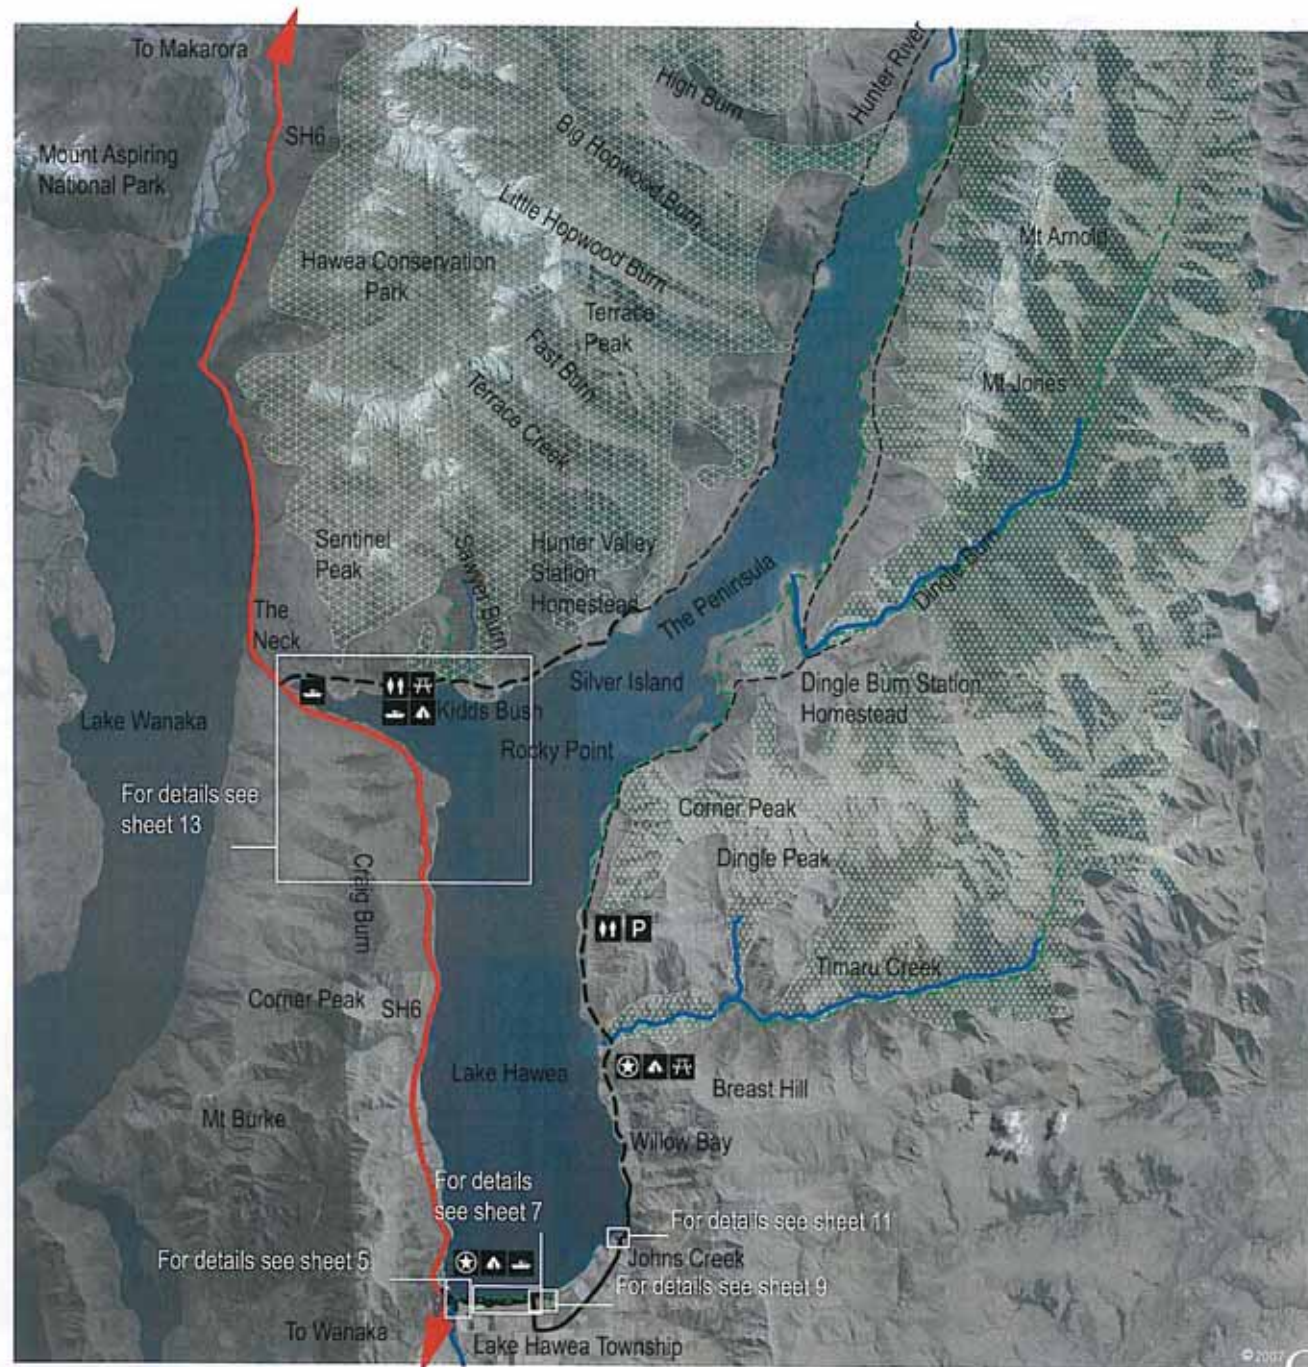 To Makarora
SH6
Mount Aspiring
National Park
High Burn
Hunter River
Big Hopwood Burn
Little Hopwood Burn
Mt Arnold
Hawea Conservation
Park
Terrace
Peak
Fast Burn
Terrace Creek
Mt Jones
Sentinel
Peak
Sawyer Burn
Hunter Valley
Station
Homestead
The Peninsula
Dingle Burn
The
Neck
Silver Island
Dingle Burn Station
Homestead
Kidds Bush
Lake Wanaka
Rocky Point
For details see
sheet 13
Corner Peak
Dingle Peak
Craig Burn
P
Timaru Creek
Corner Peak
SH6
Lake Hawea
Breast Hill
Mt Burke
Willow Bay
For details
see sheet 7
For details see sheet 11
For details see sheet 5
Johns Creek
For details see sheet 9
To Wanaka
Lake Hawea Township
© 2007